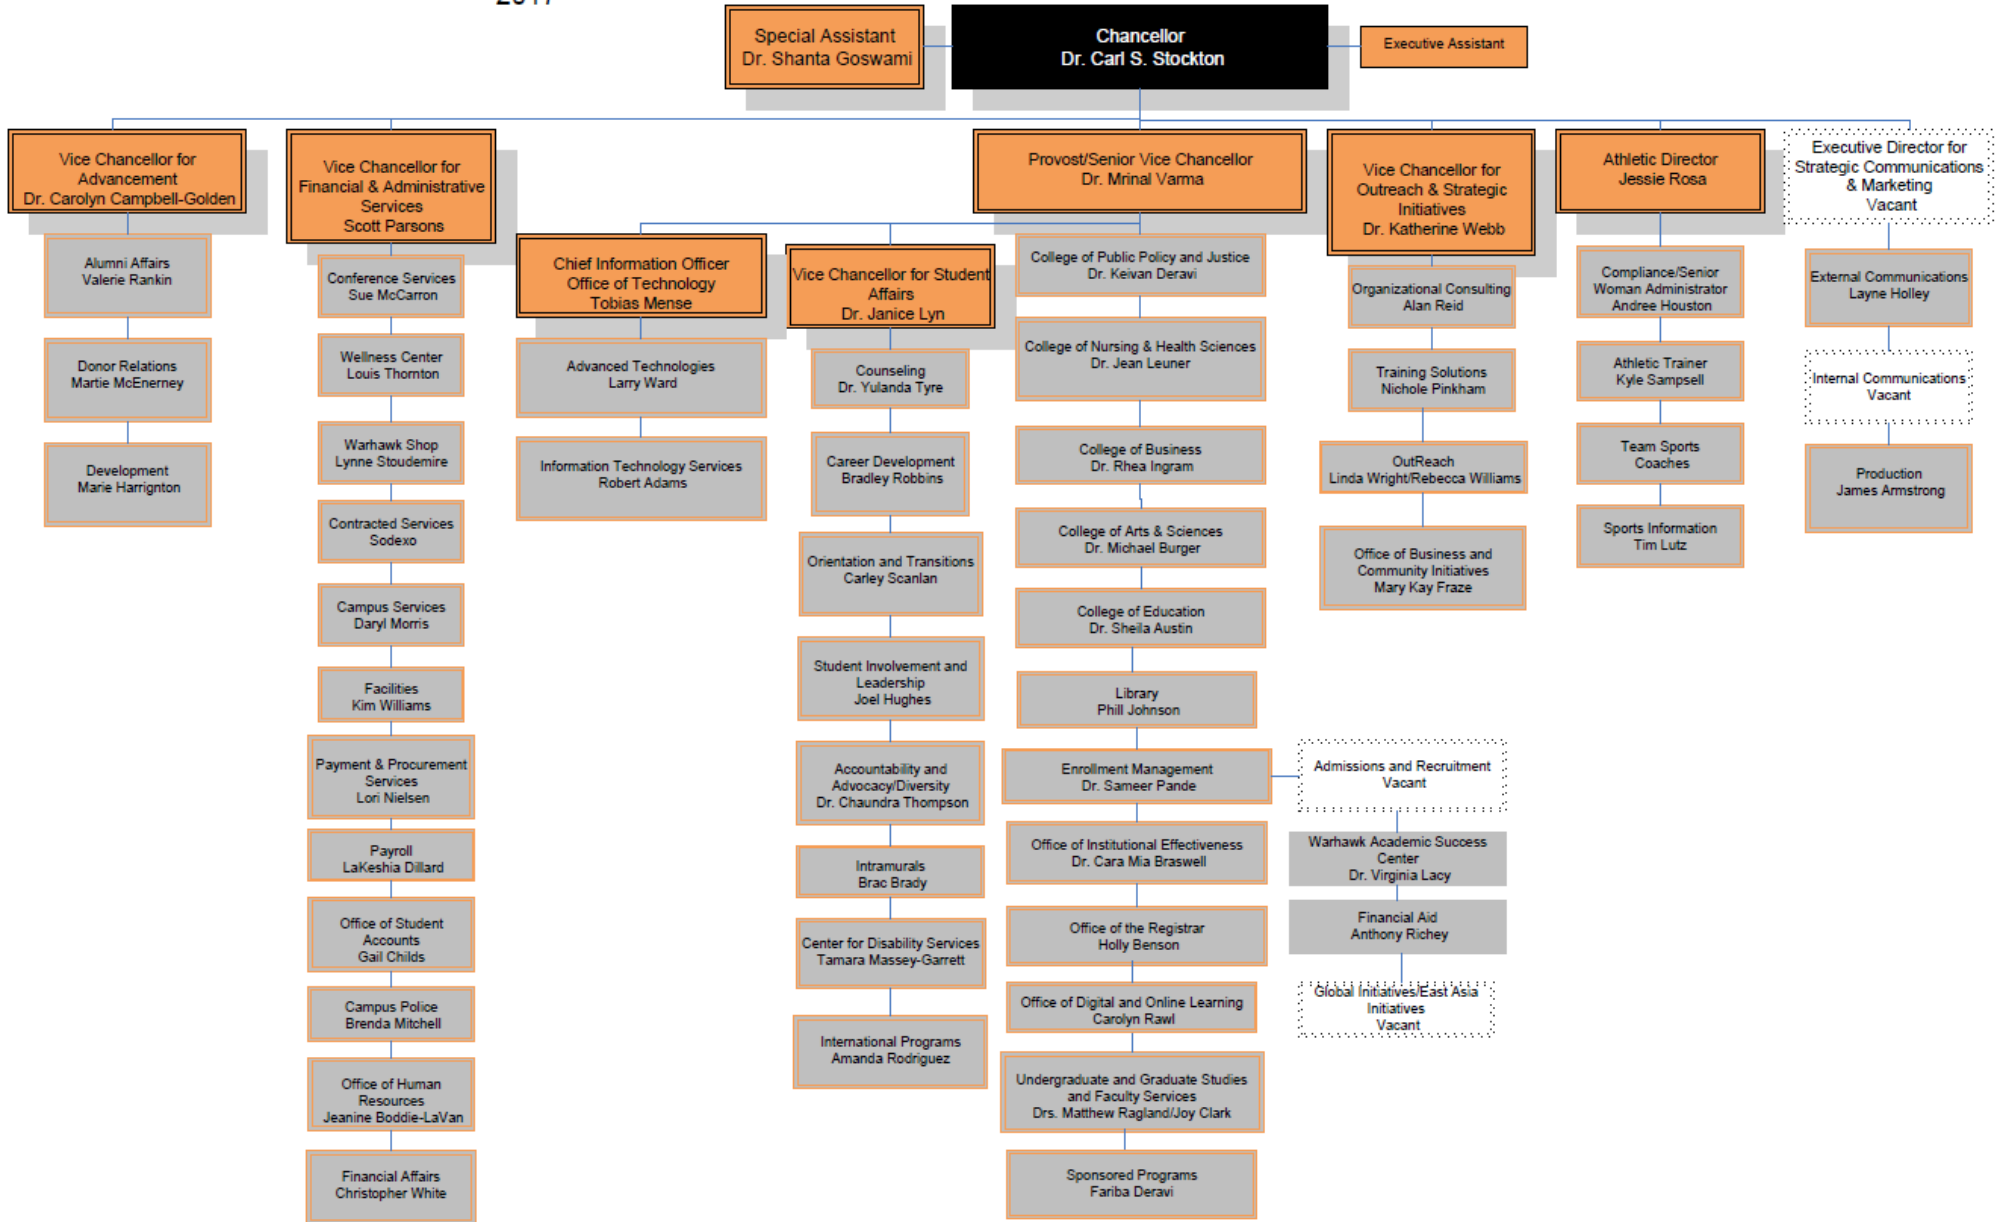 Special Assistant
Dr. Shanta Goswami
Chancellor
Dr. Carl S. Stockton
Executive Assistant
Vice Chancellor for
Advancement
Dr. Carolyn Campbell-Golden
Vice Chancellor for
Financial & Administrative
Services
Scott Parsons
Provost/Senior Vice Chancellor
Dr. Mrinal Varma
Vice Chancellor for
Outreach & Strategic
Initiatives
Dr. Katherine Webb
Athletic Director
Jessie Rosa
Executive Director for
Strategic Communications
& Marketing
Vacant
Alumni Affairs
Valerie Rankin
Donor Relations
Martie McEnerney
Development
Marie Harrignton
Conference Services
Sue McCarron
Wellness Center
Louis Thornton
Warhawk Shop
Lynne Stoudemire
Contracted Services
Sodexo
Campus Services
Daryl Morris
Facilities
Kim Williams
Payment & Procurement
Services
Lori Nielsen
Payroll
LaKeshia Dillard
Office of Student
Accounts
Gail Childs
Campus Police
Brenda Mitchell
Office of Human
Resources
Jeanine Boddie-LaVan
Financial Affairs
Christopher White
Chief Information Officer
Office of Technology
Tobias Mense
Advanced Technologies
Larry Ward
Information Technology Services
Robert Adams
Vice Chancellor for Student
Affairs
Dr. Janice Lyn
Counseling
Dr. Yulanda Tyre
Career Development
Bradley Robbins
Orientation and Transitions
Carley Scanlan
Student Involvement and
Leadership
Joel Hughes
Accountability and
Advocacy/Diversity
Dr. Chaundra Thompson
Intramurals
Brac Brady
Center for Disability Services
Tamara Massey-Garrett
International Programs
Amanda Rodriguez
College of Public Policy and Justice
Dr. Keivan Deravi
College of Nursing & Health Sciences
Dr. Jean Leuner
College of Business
Dr. Rhea Ingram
College of Arts & Sciences
Dr. Michael Burger
College of Education
Dr. Sheila Austin
Library
Phill Johnson
Enrollment Management
Dr. Sameer Pande
Office of Institutional Effectiveness
Dr. Cara Mia Braswell
Office of the Registrar
Holly Benson
Office of Digital and Online Learning
Carolyn Rawl
Undergraduate and Graduate Studies
and Faculty Services
Drs. Matthew Ragland/Joy Clark
Sponsored Programs
Fariba Deravi
Admissions and Recruitment
Vacant
Warhawk Academic Success
Center
Dr. Virginia Lacy
Financial Aid
Anthony Richey
Global Initiatives/East Asia
Initiatives
Vacant
Organizational Consulting
Alan Reid
Training Solutions
Nichole Pinkham
OutReach
Linda Wright/Rebecca Williams
Office of Business and
Community Initiatives
Mary Kay Fraze
Compliance/Senior
Woman Administrator
Andree Houston
Athletic Trainer
Kyle Sampsell
Team Sports
Coaches
Sports Information
Tim Lutz
External Communications
Layne Holley
Internal Communications
Vacant
Production
James Armstrong